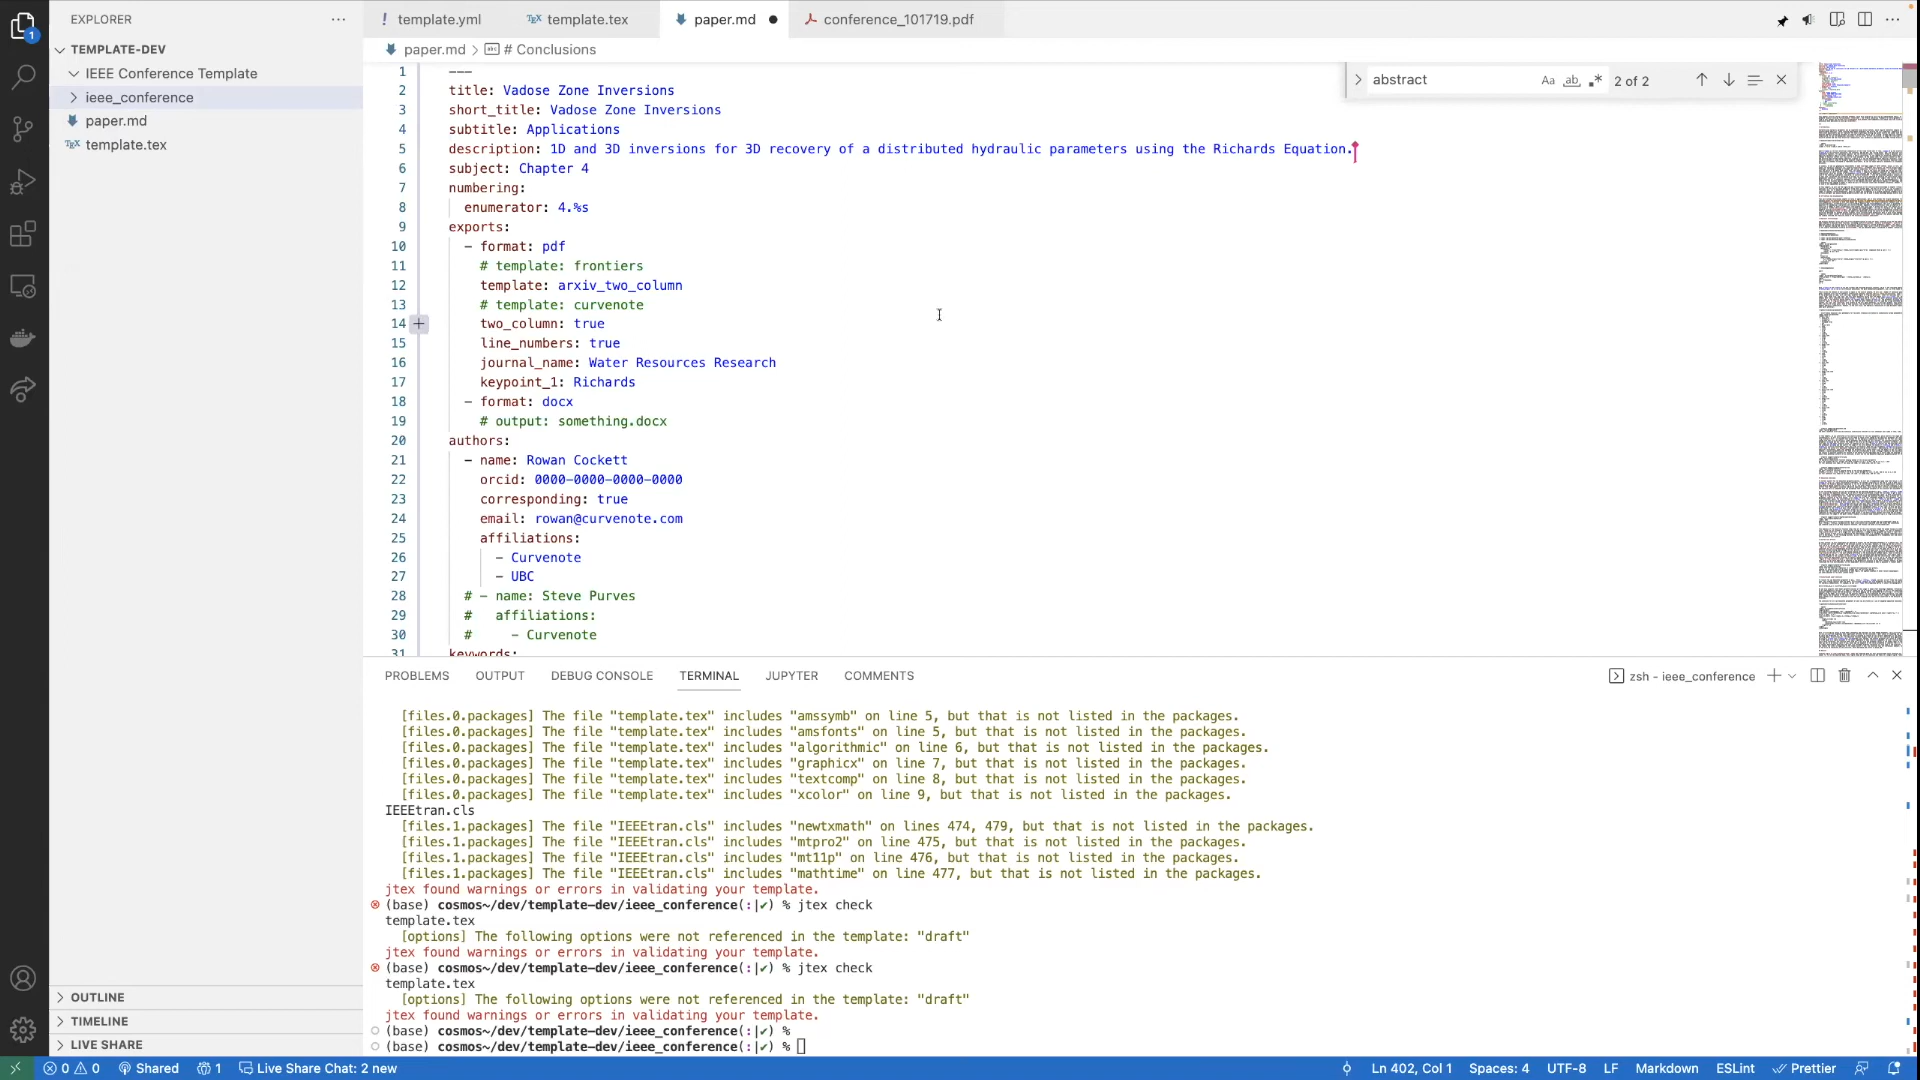 EXPLORER
TEMPLATE-DEV
IEEE Conference Template
ieee_conference
paper.md
TEX template.tex
OUTLINE
TIMELINE
LIVE SHARE
! template.yml
TEX template.tex
paper.md
conference_101719.pdf
paper.md > abc # Conclusions
abstract
Aa ab 2 of 2
1 ---
2 title: Vadose Zone Inversions
3 short_title: Vadose Zone Inversions
4 subtitle: Applications
5 description: 1D and 3D inversions for 3D recovery of a distributed hydraulic parameters using the Richards Equation.
6 subject: Chapter 4
7 numbering:
8 enumerator: 4.%s
9 exports:
10 - format: pdf
11 # template: frontiers
12 template: arxiv_two_column
13 # template: curvenote
14 two_column: true
15 line_numbers: true
16 journal_name: Water Resources Research
17 keypoint_1: Richards
18 - format: docx
19 # output: something.docx
20 authors:
21 - name: Rowan Cockett
22 orcid: 0000-0000-0000-0000
23 corresponding: true
24 email: rowan@curvenote.com
25 affiliations:
26 - Curvenote
27 - UBC
28 # - name: Steve Purves
29 # affiliations:
30 # - Curvenote
31 keywords:
PROBLEMS OUTPUT DEBUG CONSOLE TERMINAL JUPYTER COMMENTS
zsh - ieee_conference
[files.0.packages] The file "template.tex" includes "amssymb" on line 5, but that is not listed in the packages.
[files.0.packages] The file "template.tex" includes "amsfonts" on line 5, but that is not listed in the packages.
[files.0.packages] The file "template.tex" includes "algorithmic" on line 6, but that is not listed in the packages.
[files.0.packages] The file "template.tex" includes "graphicx" on line 7, but that is not listed in the packages.
[files.0.packages] The file "template.tex" includes "textcomp" on line 8, but that is not listed in the packages.
[files.0.packages] The file "template.tex" includes "xcolor" on line 9, but that is not listed in the packages.
IEEEtran.cls
[files.1.packages] The file "IEEEtran.cls" includes "newtxmath" on lines 474, 479, but that is not listed in the packages.
[files.1.packages] The file "IEEEtran.cls" includes "mtpro2" on line 475, but that is not listed in the packages.
[files.1.packages] The file "IEEEtran.cls" includes "mt11p" on line 476, but that is not listed in the packages.
[files.1.packages] The file "IEEEtran.cls" includes "mathtime" on line 477, but that is not listed in the packages.
jtex found warnings or errors in validating your template.
(base) cosmos~/dev/template-dev/ieee_conference(:|✔) % jtex check
template.tex
[options] The following options were not referenced in the template: "draft"
jtex found warnings or errors in validating your template.
(base) cosmos~/dev/template-dev/ieee_conference(:|✔) % jtex check
template.tex
[options] The following options were not referenced in the template: "draft"
jtex found warnings or errors in validating your template.
(base) cosmos~/dev/template-dev/ieee_conference(:|✔) %
(base) cosmos~/dev/template-dev/ieee_conference(:|✔) %
0 0 Shared 1 Live Share Chat: 2 new Ln 402, Col 1 Spaces: 4 UTF-8 LF Markdown ESLint Prettier